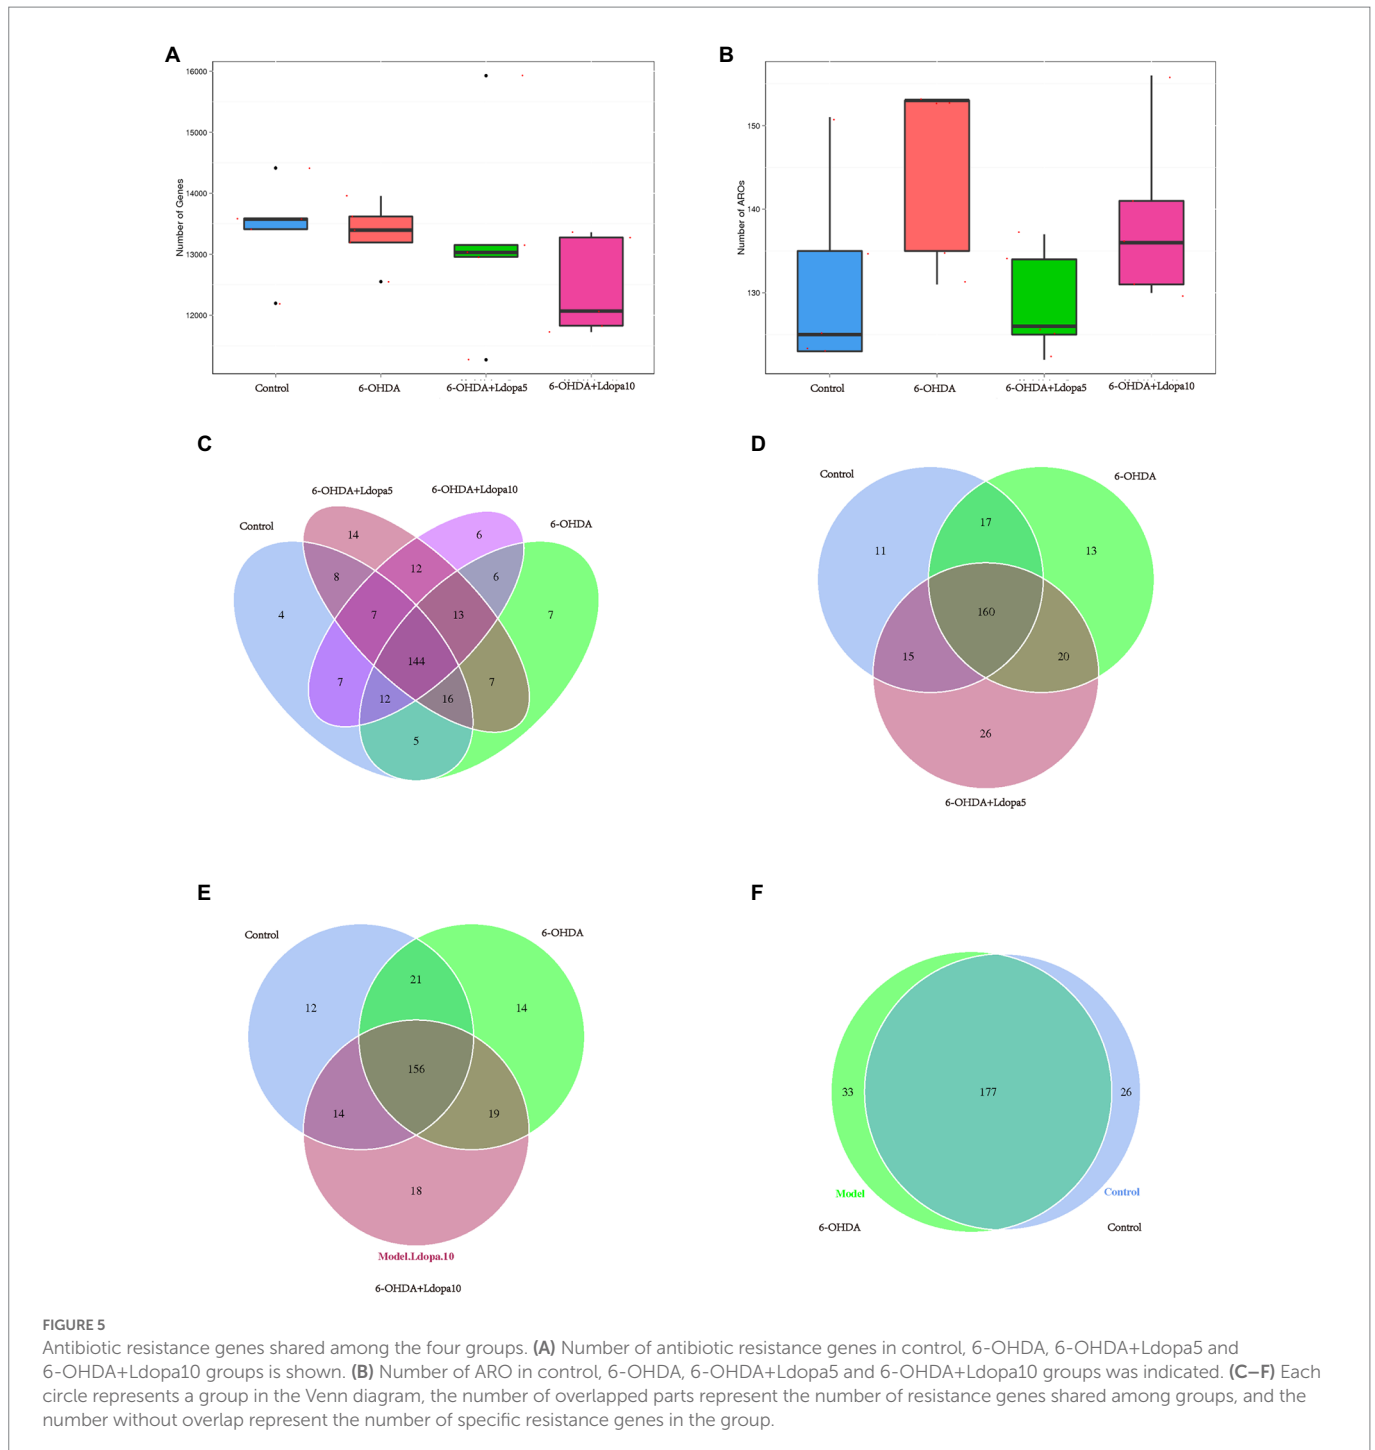 A
B
Number of Genes
16000
15000
14000
13000
12000
Control
6-OHDA
6-OHDA+Ldopa5
6-OHDA+Ldopa10
Number of AROs
150
140
130
Control
6-OHDA
6-OHDA+Ldopa5
6-OHDA+Ldopa10
C
Control
6-OHDA+Ldopa5
6-OHDA+Ldopa10
6-OHDA
14
6
8
12
6
4
7
13
7
144
7
12
16
7
5
D
Control
6-OHDA
17
11
13
160
15
20
26
6-OHDA+Ldopa5
E
Control
6-OHDA
21
12
14
156
14
19
18
Model.Ldopa.10
6-OHDA+Ldopa10
F
33
177
26
Model
Control
6-OHDA
Control
FIGURE 5
Antibiotic resistance genes shared among the four groups. (A) Number of antibiotic resistance genes in control, 6-OHDA, 6-OHDA+Ldopa5 and
6-OHDA+Ldopa10 groups is shown. (B) Number of ARO in control, 6-OHDA, 6-OHDA+Ldopa5 and 6-OHDA+Ldopa10 groups was indicated. (C–F) Each
circle represents a group in the Venn diagram, the number of overlapped parts represent the number of resistance genes shared among groups, and the
number without overlap represent the number of specific resistance genes in the group.